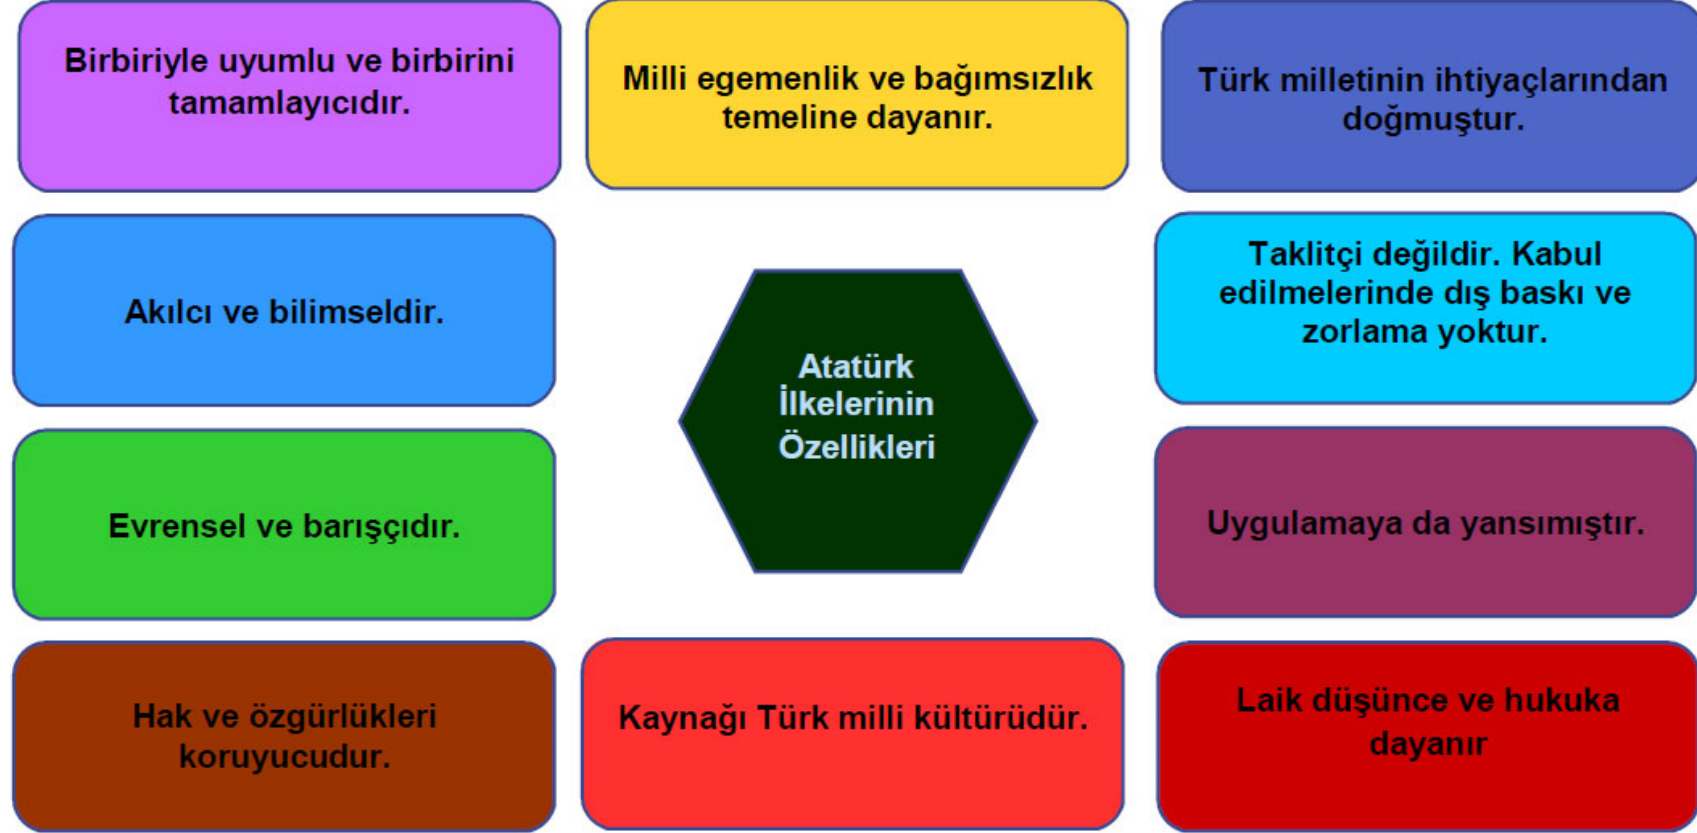 Birbiriyle uyumlu ve birbirini
tamamlayıcıdır.
Milli egemenlik ve bağımsızlık
temeline dayanır.
Türk milletinin ihtiyaçlarından
doğmuştur.
Akılcı ve bilimseldir.
Atatürk
İlkelerinin
Özellikleri
Taklitçi değildir. Kabul
edilmelerinde dış baskı ve
zorlama yoktur.
Evrensel ve barışçıdır.
Uygulamaya da yansımıştır.
Hak ve özgürlükleri
koruyucudur.
Kaynağı Türk milli kültürüdür.
Laik düşünce ve hukuka
dayanır